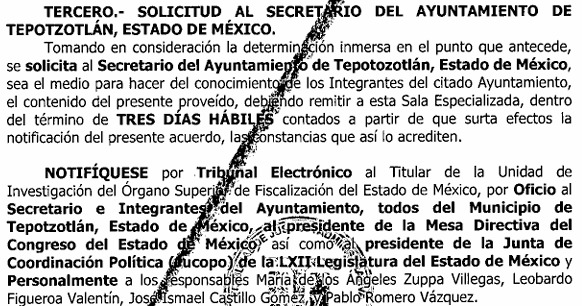 TERCERO.- SOLICITUD AL SECRETARIO DEL AYUNTAMIENTO DE
TEPOTZOTLÁN, ESTADO DE MÉXICO.
Tomando en consideración la determinación inmersa en el punto que antecede,
se solicita al Secretario del Ayuntamiento de Tepotozotlán, Estado de México,
sea el medio para hacer del conocimiento de los Integrantes del citado Ayuntamiento,
el contenido del presente proveído, debiendo remitir a esta Sala Especializada, dentro
del término de TRES DÍAS HÁBILES contados a partir de que surta efectos la
notificación del presente acuerdo, las constancias que así lo acrediten.
NOTIFÍQUESE por Tribunal Electrónico al Titular de la Unidad de
Investigación del Órgano Superior de Fiscalización del Estado de México, por Oficio al
Secretario e Integrantes del Ayuntamiento, todos del Municipio de
Tepotzotlán, Estado de México, al presidente de la Mesa Directiva del
Congreso del Estado de México, así como al presidente de la Junta de
Coordinación Política (Jucopo) de la LXII Legislatura del Estado de México y
Personalmente a los responsables María de los Ángeles Zuppa Villegas, Leobardo
Figueroa Valentín, José Ismael Castillo Gómez, y Pablo Romero Vázquez.